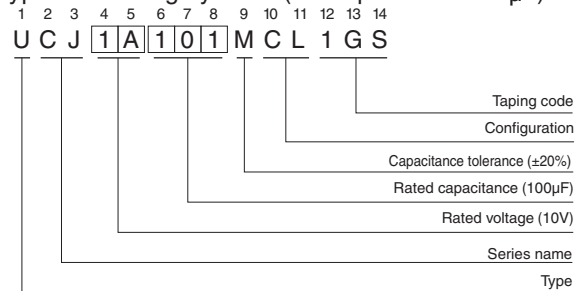 1 2 3 4 5 6 7 8 9 10 11 12 13 14
U C J 1 A 1 0 1 M C L 1 G S
Taping code
Configuration
Capacitance tolerance (±20%)
Rated capacitance (100µF)
Rated voltage (10V)
Series name
Type